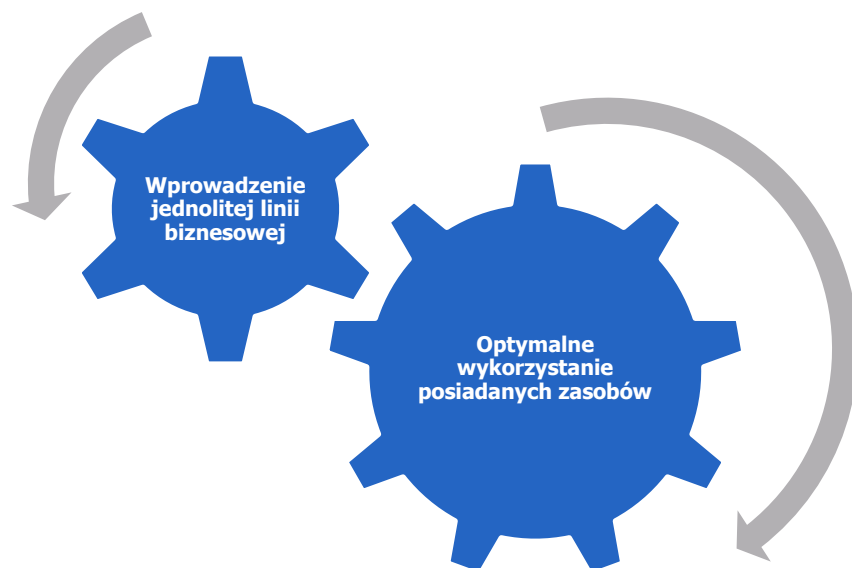 Wprowadzenie
jednolitej linii
biznesowej
Optymalne
wykorzystanie
posiadanych zasobów